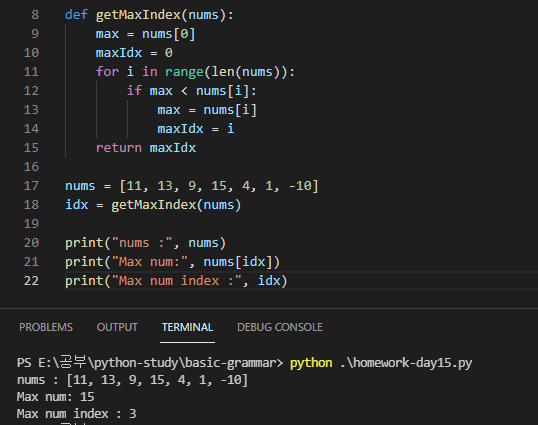 8 def getMaxIndex(nums):
9     max = nums[0]
10     maxIdx = 0
11     for i in range(len(nums)):
12         if max < nums[i]:
13             max = nums[i]
14             maxIdx = i
15     return maxIdx
16
17 nums = [11, 13, 9, 15, 4, 1, -10]
18 idx = getMaxIndex(nums)
19
20 print("nums :", nums)
21 print("Max num:", nums[idx])
22 print("Max num index :", idx)
PROBLEMS OUTPUT TERMINAL DEBUG CONSOLE
PS E:\공부\python-study\basic-grammar> python .\homework-day15.py
nums : [11, 13, 9, 15, 4, 1, -10]
Max num: 15
Max num index : 3